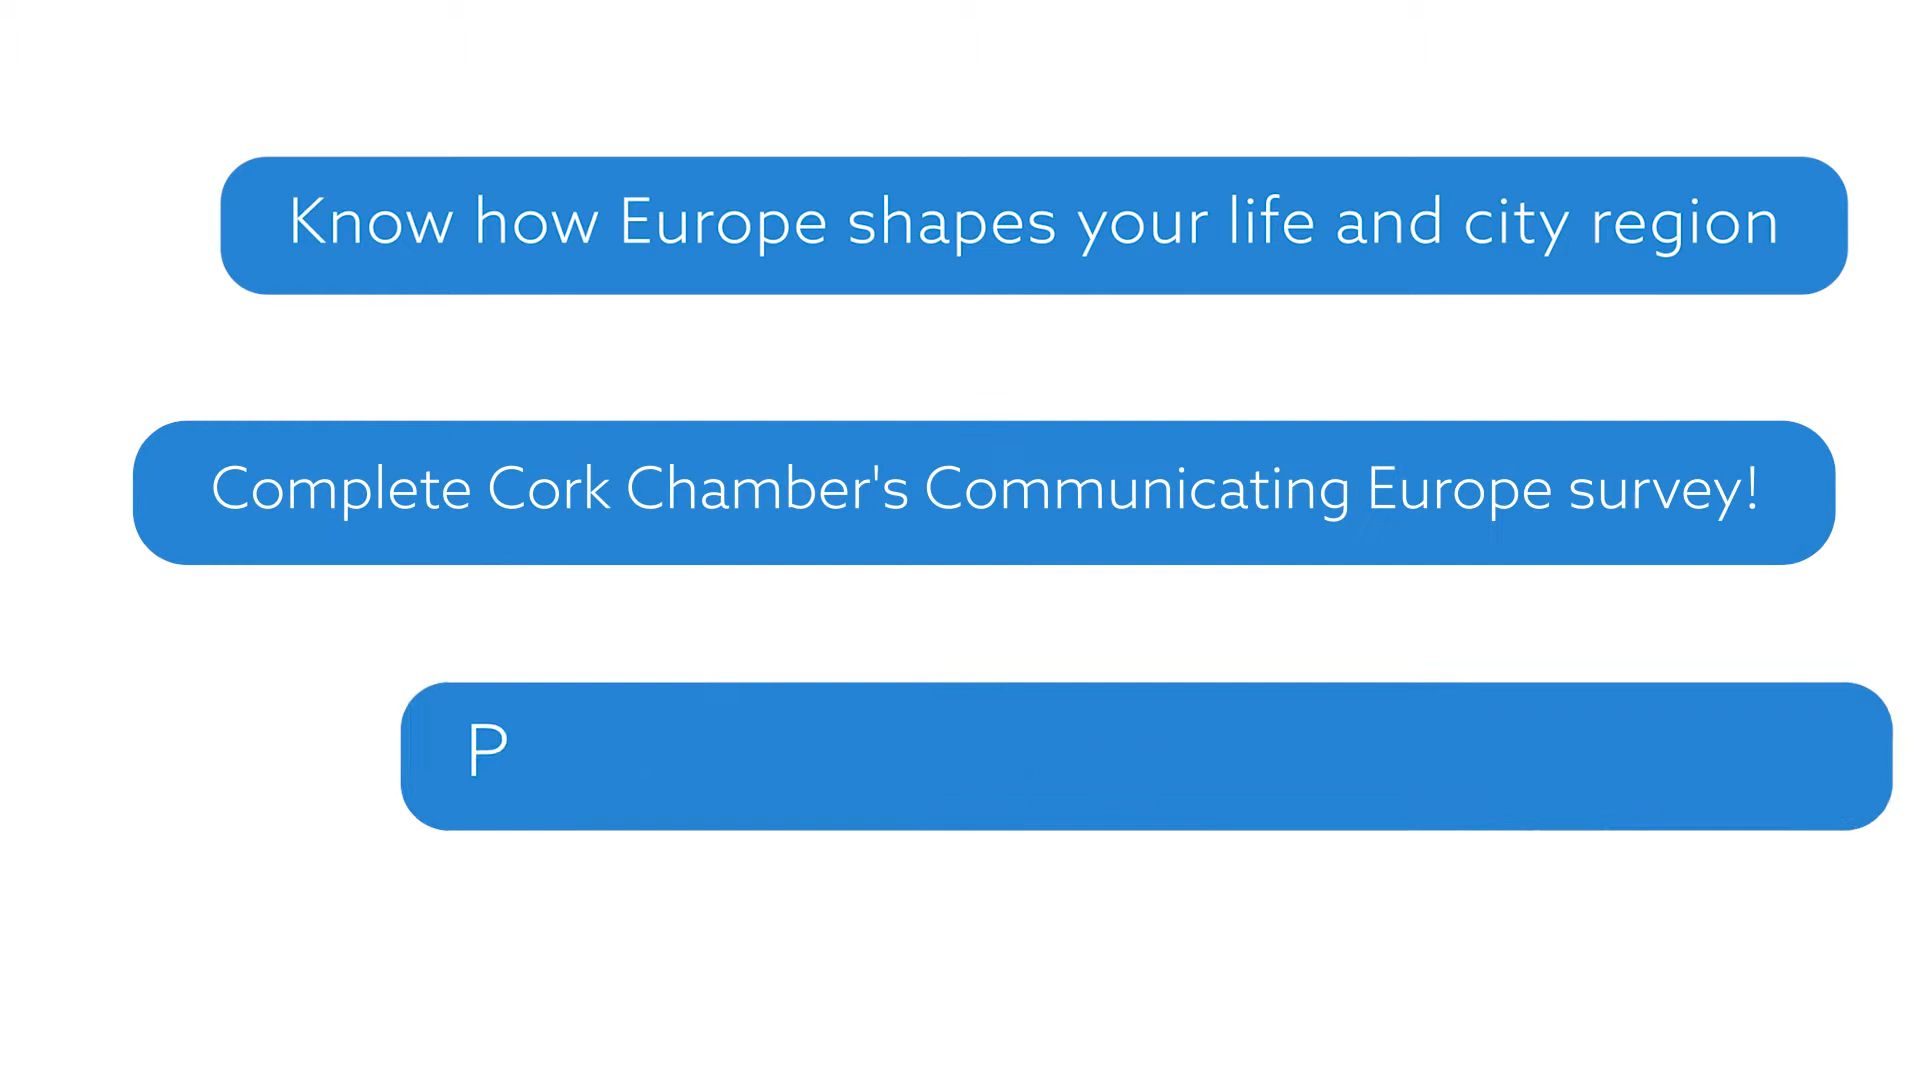 Know how Europe shapes your life and city region
Complete Cork Chamber's Communicating Europe survey!
P